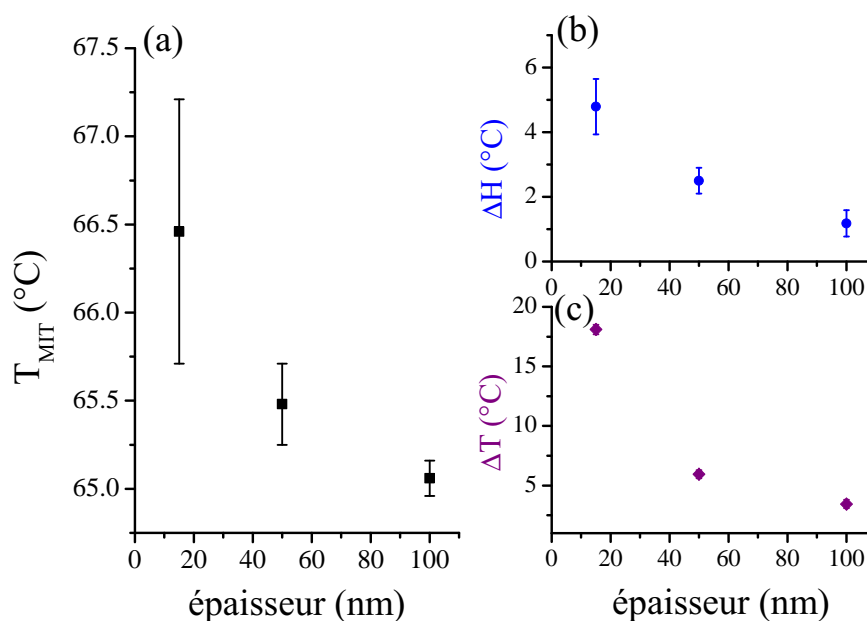 (a)
67.5
67.0
66.5
66.0
65.5
65.0
T_MIT (°C)
0 20 40 60 80 100
épaisseur (nm)
(b)
6
4
2
0
ΔH (°C)
0 20 40 60 80 100
(c)
20
15
10
5
ΔT (°C)
0 20 40 60 80 100
épaisseur (nm)